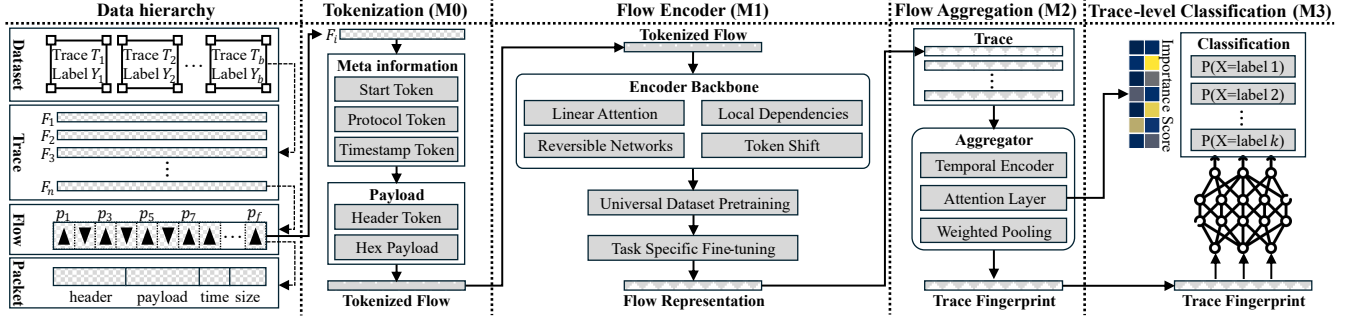 Data hierarchy
Dataset
Trace T₁
Label Y₁
Trace T₂
Label Y₂
...
Trace T_b
Label Y_b
Trace
F₁
F₂
F₃
⋮
F_n
Flow
p₁ p₃ p₅ p₇ p_f
...
Packet
header payload time size
Tokenization (M0)
F_i
Meta information
Start Token
Protocol Token
Timestamp Token
Payload
Header Token
Hex Payload
Tokenized Flow
Flow Encoder (M1)
Tokenized Flow
Encoder Backbone
Linear Attention
Local Dependencies
Reversible Networks
Token Shift
Universal Dataset Pretraining
Task Specific Fine-tuning
Flow Representation
Flow Aggregation (M2)
Trace
⋮
Aggregator
Temporal Encoder
Attention Layer
Weighted Pooling
Trace Fingerprint
Trace-level Classification (M3)
Importance Score
Classification
P(X=label 1)
P(X=label 2)
⋮
P(X=label k)
Trace Fingerprint